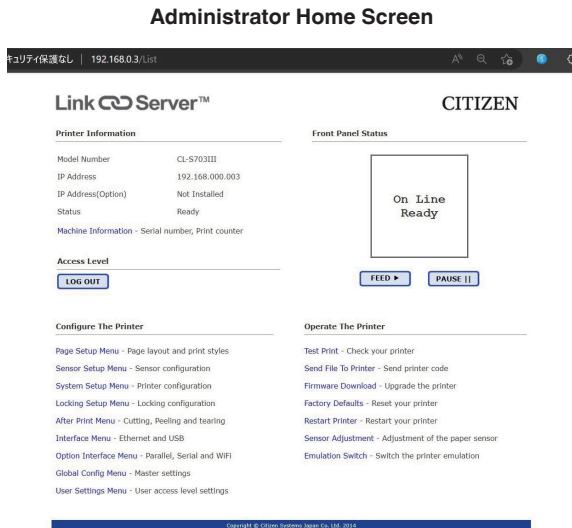 Administrator Home Screen
キュリティ保護なし | 192.168.0.3/List
Link Server™
CITIZEN
Printer Information
Model Number CL-S703III
IP Address 192.168.000.003
IP Address(Option) Not Installed
Status Ready
Machine Information - Serial number, Print counter
Front Panel Status
On Line
Ready
FEED ▶ PAUSE ||
Access Level
LOG OUT
Configure The Printer
Page Setup Menu - Page layout and print styles
Sensor Setup Menu - Sensor configuration
System Setup Menu - Printer configuration
Locking Setup Menu - Locking configuration
After Print Menu - Cutting, Peeling and tearing
Interface Menu - Ethernet and USB
Option Interface Menu - Parallel, Serial and WiFi
Global Config Menu - Master settings
User Settings Menu - User access level settings
Operate The Printer
Test Print - Check your printer
Send File To Printer - Send printer code
Firmware Download - Upgrade the printer
Factory Defaults - Reset your printer
Restart Printer - Restart your printer
Sensor Adjustment - Adjustment of the paper sensor
Emulation Switch - Switch the printer emulation
Copyright © Citizen Systems Japan Co. Ltd. 2014